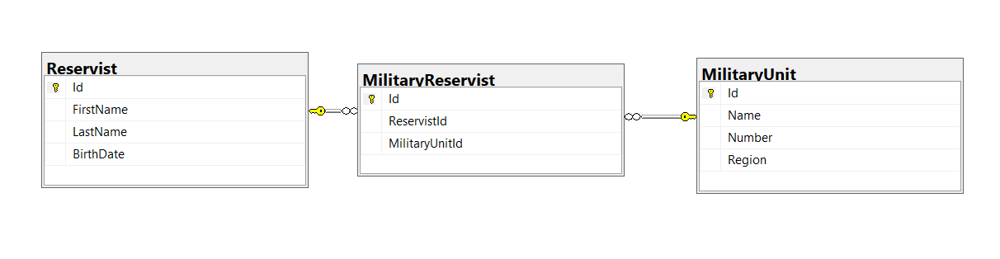 Reservist
Id
FirstName
LastName
BirthDate
MilitaryReservist
Id
ReservistId
MilitaryUnitId
MilitaryUnit
Id
Name
Number
Region